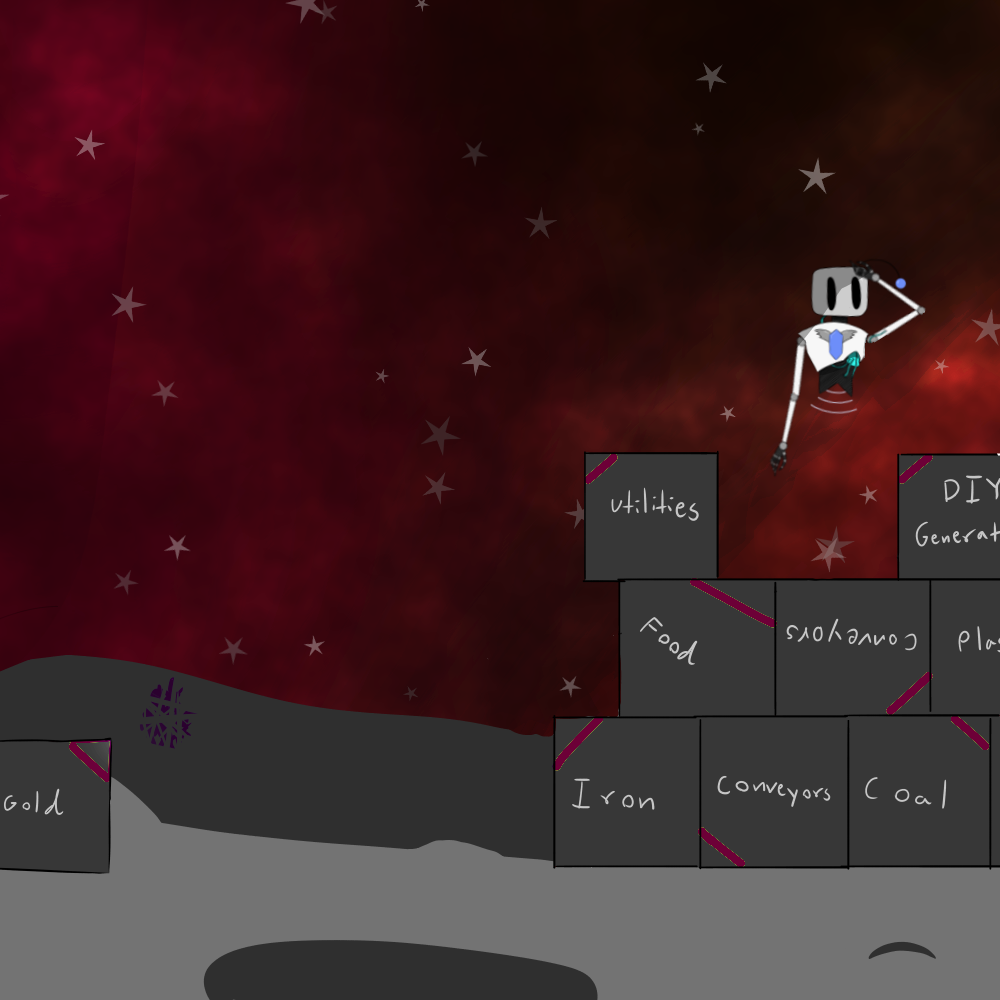 utilities
DIY
Generat
Food
Conveyors
Plas
Gold
Iron
Conveyors
Coal